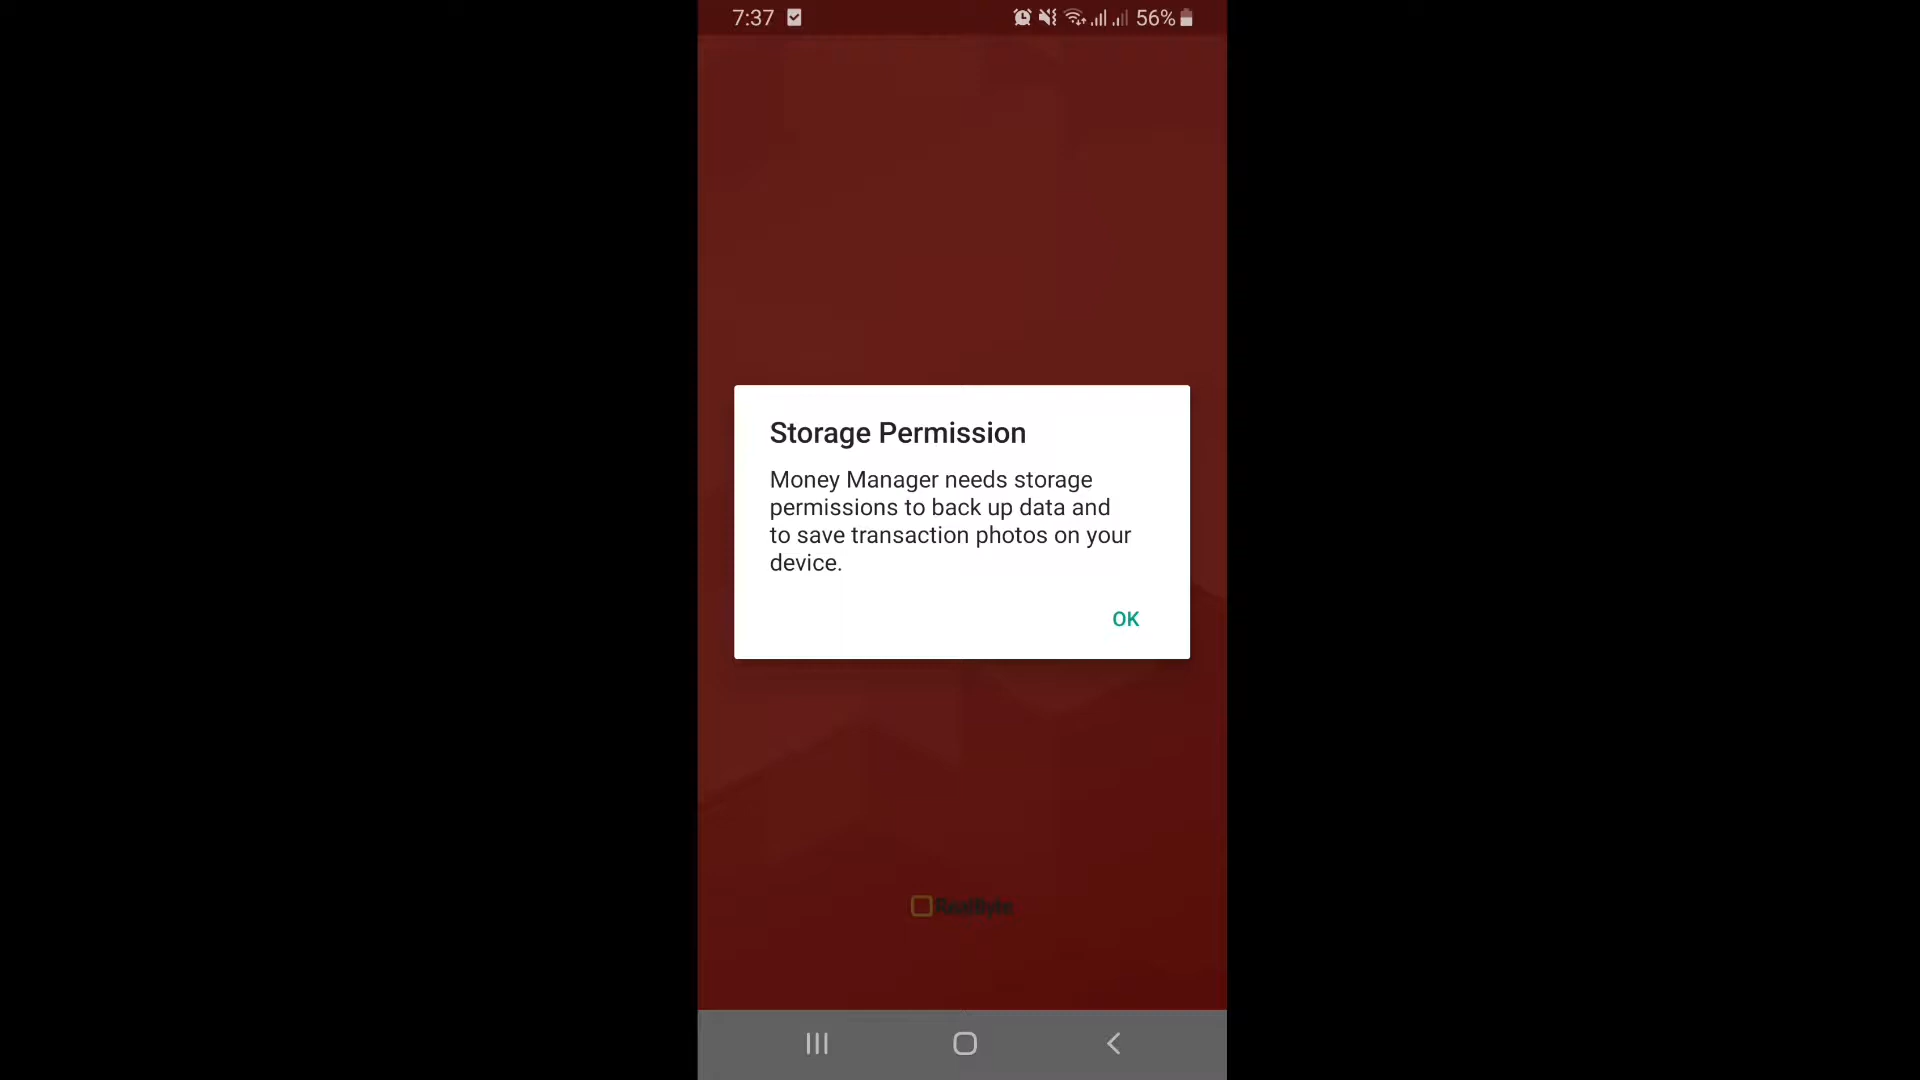 7:37
56%
Storage Permission
Money Manager needs storage
permissions to back up data and
to save transaction photos on your
device.
OK
RealByte